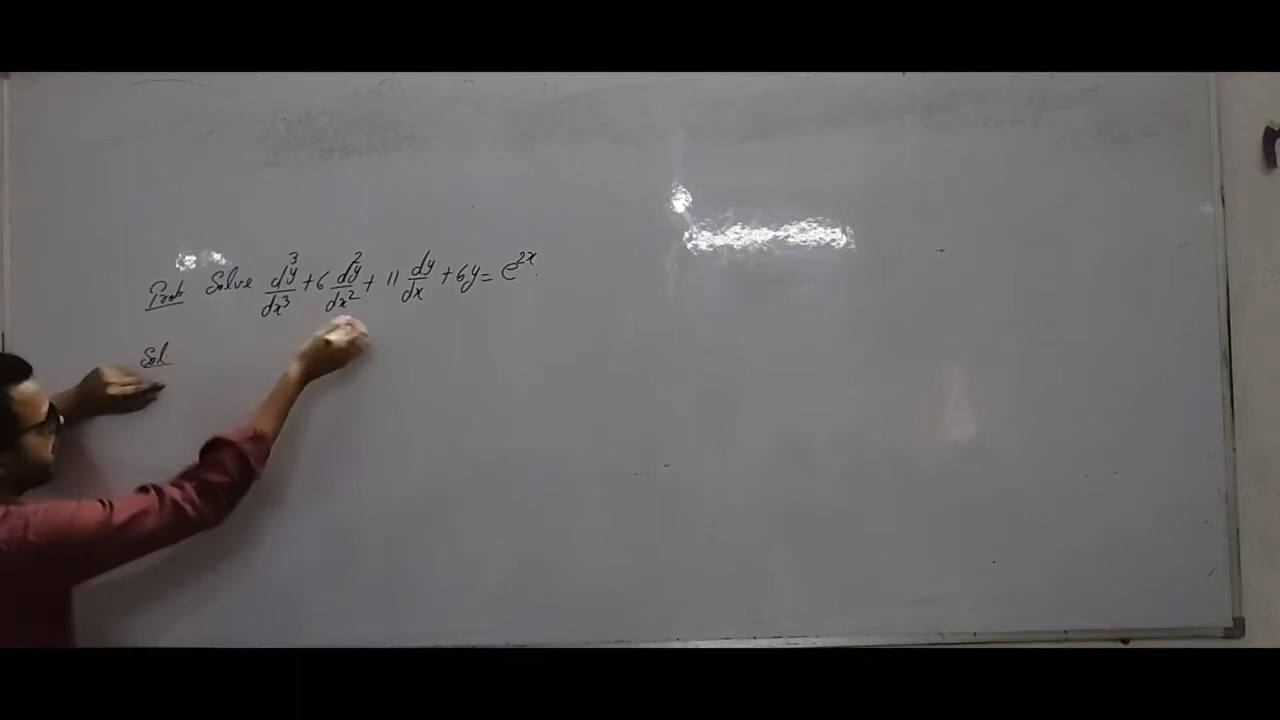 Prob Solve d³y/dx³ + 6 d²y/dx² + 11 dy/dx + 6y = e^2x.
Sol